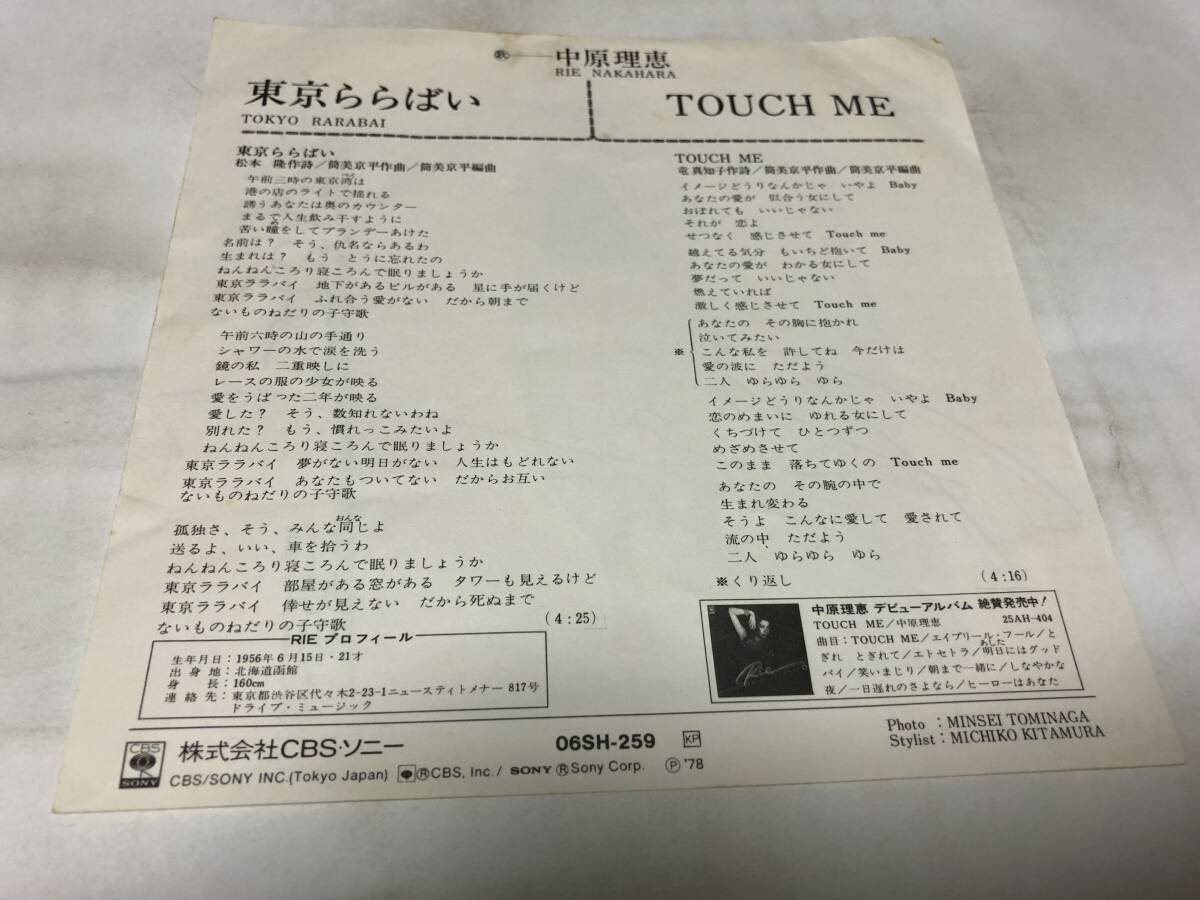 歌――中原理恵
RIE NAKAHARA
東京ららばい
TOKYO RARABAI
TOUCH ME
東京ららばい
松本 隆作詩/筒美京平作曲/筒美京平編曲
午前三時の東京湾は
港の店のライトで揺れる
誘うあなたは奥のカウンター
まるで人生飲み干すように
苦い瞳をしてブランデーあけた
名前は? そう、仇名ならあるわ
生まれは? もう とうに忘れたの
ねんねんころり寝ころんで眠りましょうか
東京ララバイ 地下があるビルがある 星に手が届くけど
東京ララバイ ふれ合う愛がない だから朝まで
ないものねだりの子守歌
午前六時の山の手通り
シャワーの水で涙を洗う
鏡の私 二重映しに
レースの服の少女が映る
愛をうばった二年が映る
愛した? そう、数知れないわね
別れた? もう、慣れっこみたいよ
ねんねんころり寝ころんで眠りましょうか
東京ララバイ 夢がない明日がない 人生はもどれない
東京ララバイ あなたもついてない だからお互い
ないものねだりの子守歌
孤独さ、そう、みんな同じよ
送るよ、いい、車を拾うわ
ねんねんころり寝ころんで眠りましょうか
東京ララバイ 部屋がある窓がある タワーも見えるけど
東京ララバイ 倖せが見えない だから死ぬまで
ないものねだりの子守歌
(4:25)
TOUCH ME
竜 真知子作詩/筒美京平作曲/筒美京平編曲
イメージどうりなんかじゃ いやよ Baby
あなたの愛が 似合う女にして
おぼれても いいじゃない
それが 恋よ
せつなく 感じさせて Touch me
越えてる気分 もいちど抱いて Baby
あなたの愛が わかる女にして
夢だって いいじゃない
燃えていれば
激しく感じさせて Touch me
あなたの その胸に抱かれ
泣いてみたい
※ こんな私を 許してね 今だけは
愛の波に ただよう
二人 ゆらゆら ゆら
イメージどうりなんかじゃ いやよ Baby
恋のめまいに ゆれる女にして
くちづけて ひとつずつ
めざめさせて
このまま 落ちてゆくの Touch me
あなたの その腕の中で
生まれ変わる
そうよ こんなに愛して 愛されて
流の中、ただよう
二人 ゆらゆら ゆら
※くり返し
(4:16)
RIE プロフィール
生年月日:1956年6月15日・21才
出身地:北海道函館
身長:160cm
連絡先:東京都渋谷区代々木2-23-1ニュースティトメナー 817号
ドライブ・ミュージック
Rie
中原理恵 デビューアルバム 絶賛発売中!
TOUCH ME/中原理恵 25AH-404
曲目:TOUCH ME/エイプリール・フール/と
ぎれ とぎれて/エトセトラ/明日にはグッド
バイ/笑いまじり/朝まで一緒に/しなやかな
夜/一日遅れのさよなら/ヒーローはあなた
Photo : MINSEI TOMINAGA
Stylist : MICHIKO KITAMURA
CBS
SONY
株式会社CBS・ソニー
06SH-259 KP
CBS/SONY INC.(Tokyo Japan) ®CBS, Inc./ SONY ®Sony Corp. ℗ '78